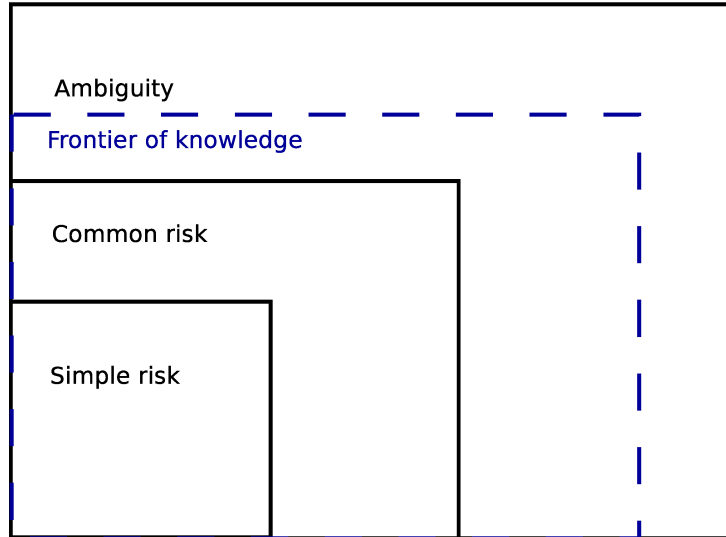 Ambiguity
Frontier of knowledge
Common risk
Simple risk